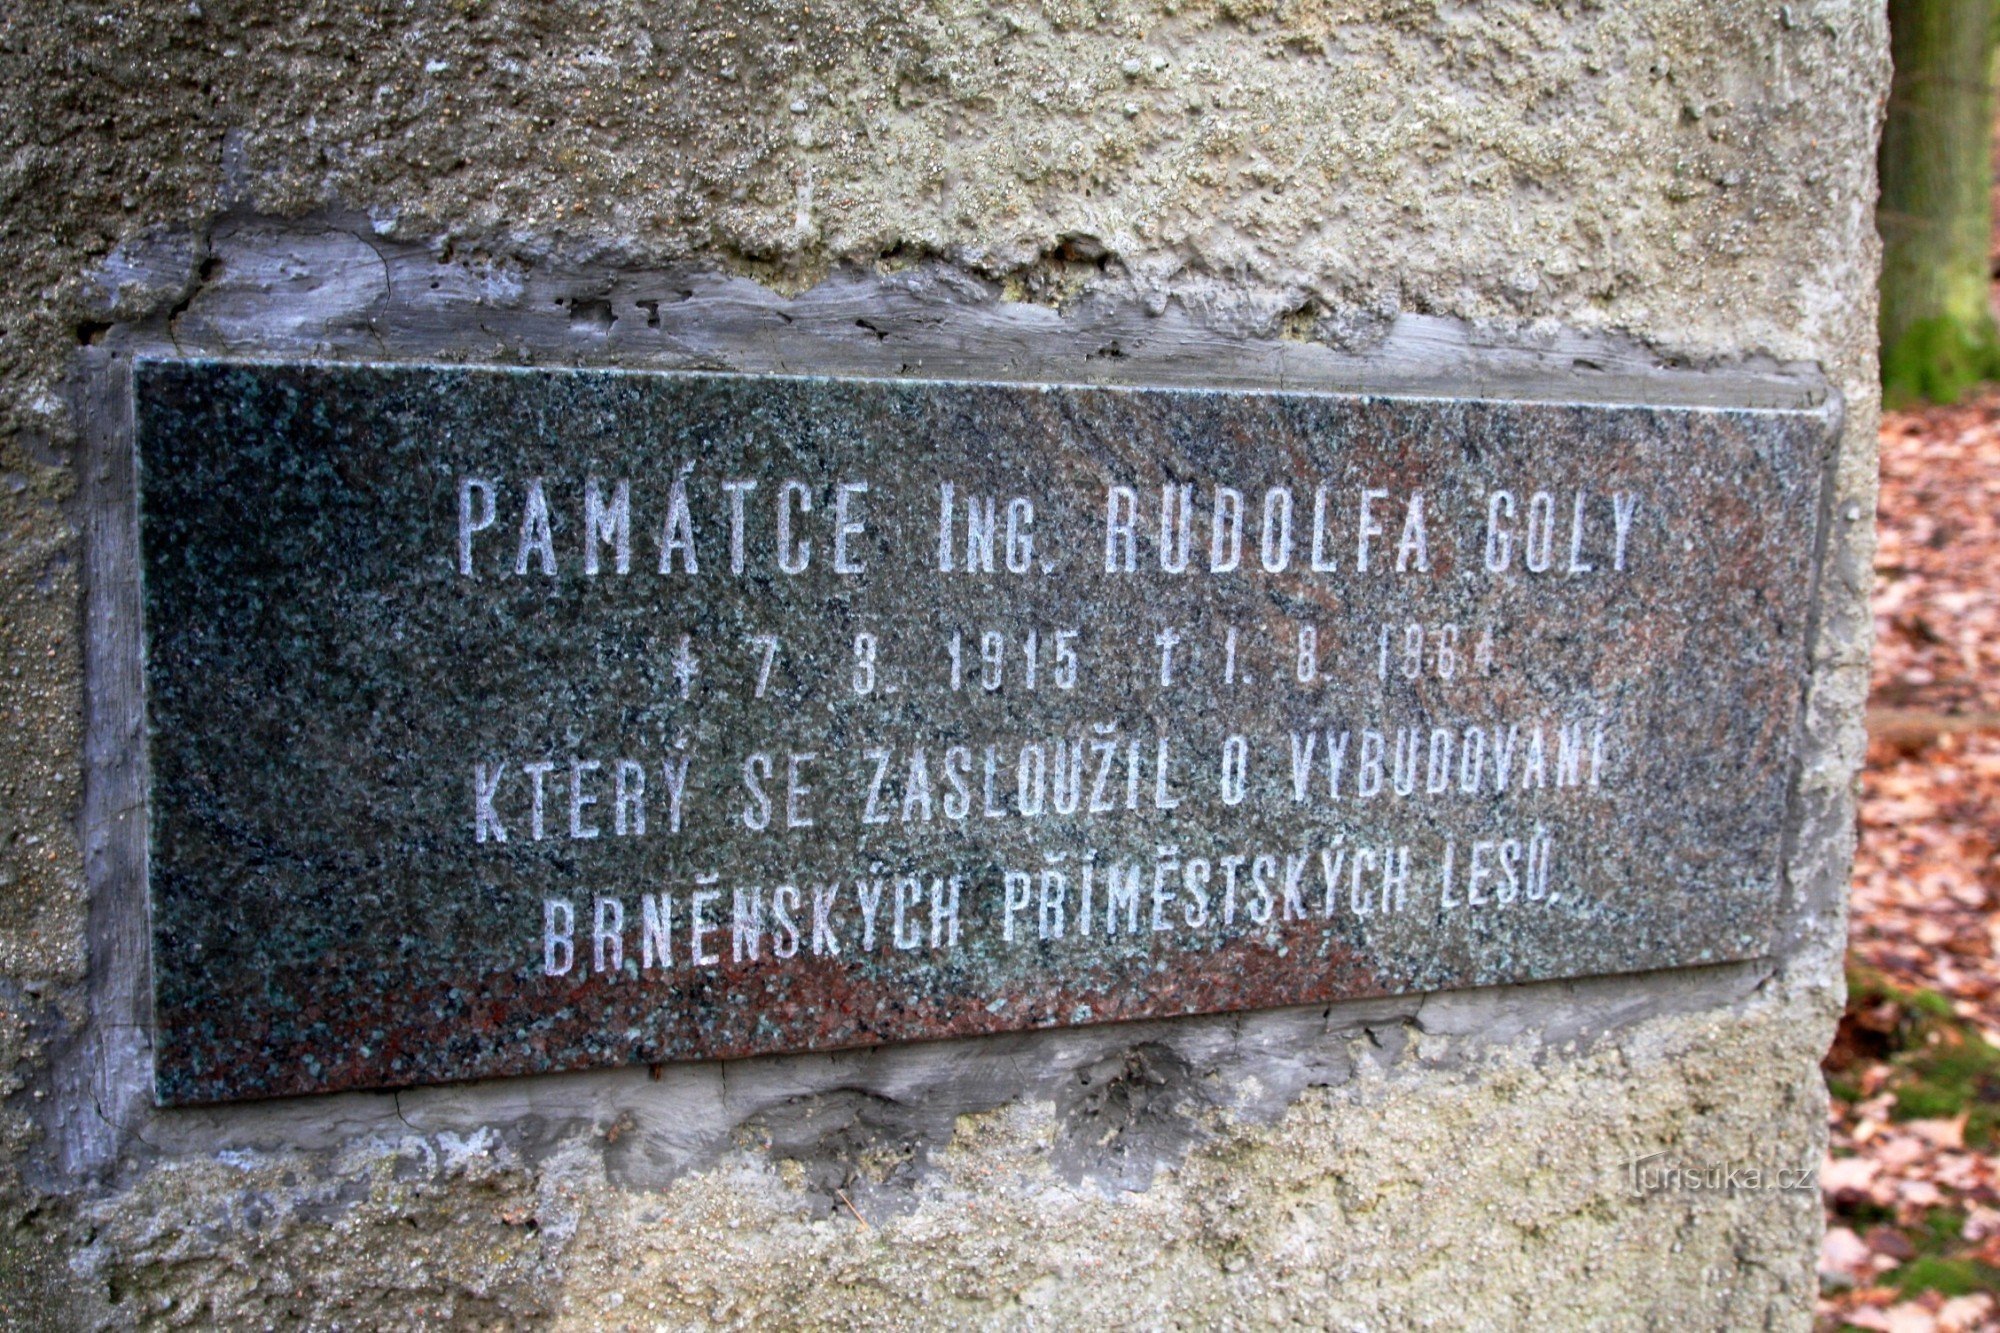 PAMÁTCE ING. RUDOLFA GOLY
* 7. 3. 1915 † 1. 8. 1964
KTERÝ SE ZASLOUŽIL O VYBUDOVÁNÍ
BRNĚNSKÝCH PŘÍMĚSTSKÝCH LESŮ.
Turistika.cz